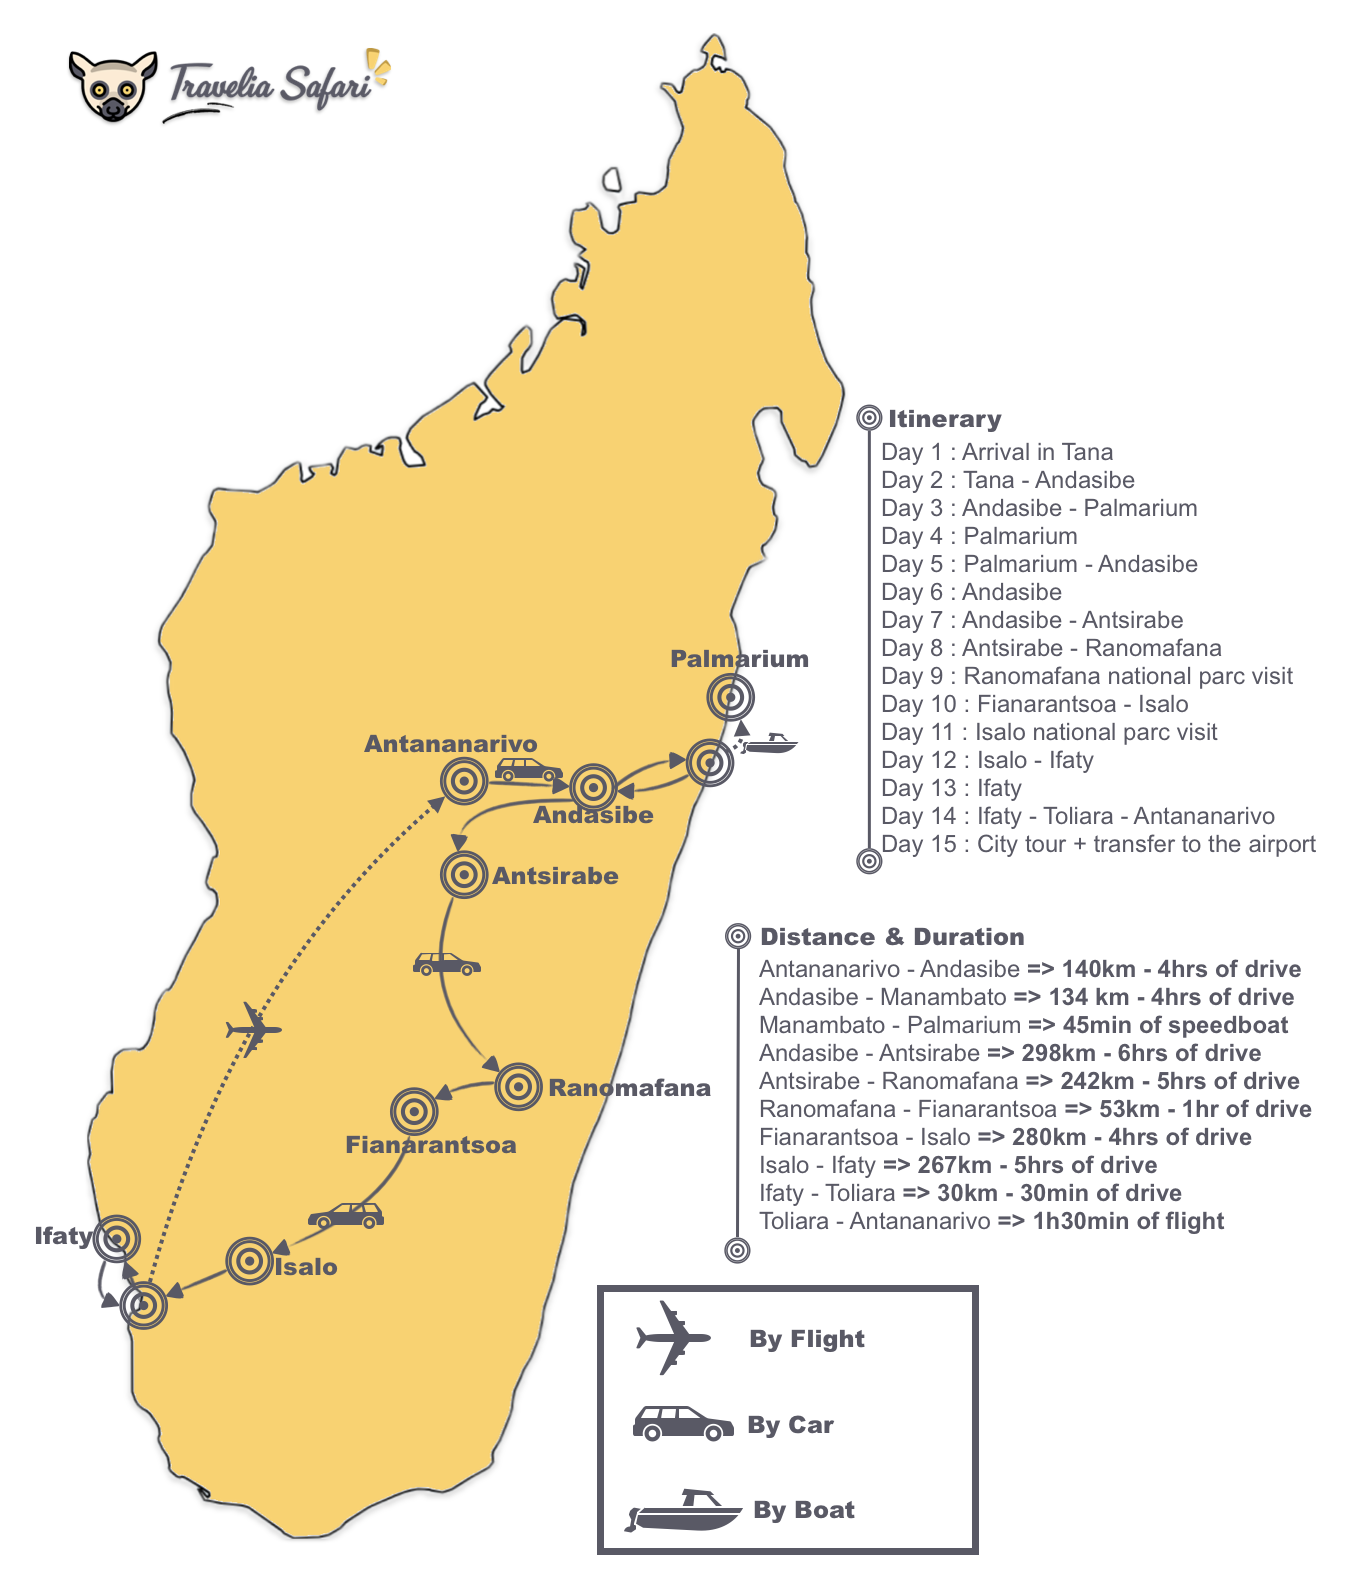 Travelia Safari
Itinerary
Day 1 : Arrival in Tana
Day 2 : Tana - Andasibe
Day 3 : Andasibe - Palmarium
Day 4 : Palmarium
Day 5 : Palmarium - Andasibe
Day 6 : Andasibe
Day 7 : Andasibe - Antsirabe
Day 8 : Antsirabe - Ranomafana
Day 9 : Ranomafana national parc visit
Day 10 : Fianarantsoa - Isalo
Day 11 : Isalo national parc visit
Day 12 : Isalo - Ifaty
Day 13 : Ifaty
Day 14 : Ifaty - Toliara - Antananarivo
Day 15 : City tour + transfer to the airport
Palmarium
Antananarivo
Andasibe
Antsirabe
Ranomafana
Fianarantsoa
Ifaty
Isalo
Distance & Duration
Antananarivo - Andasibe => 140km - 4hrs of drive
Andasibe - Manambato => 134 km - 4hrs of drive
Manambato - Palmarium => 45min of speedboat
Andasibe - Antsirabe => 298km - 6hrs of drive
Antsirabe - Ranomafana => 242km - 5hrs of drive
Ranomafana - Fianarantsoa => 53km - 1hr of drive
Fianarantsoa - Isalo => 280km - 4hrs of drive
Isalo - Ifaty => 267km - 5hrs of drive
Ifaty - Toliara => 30km - 30min of drive
Toliara - Antananarivo => 1h30min of flight
By Flight
By Car
By Boat